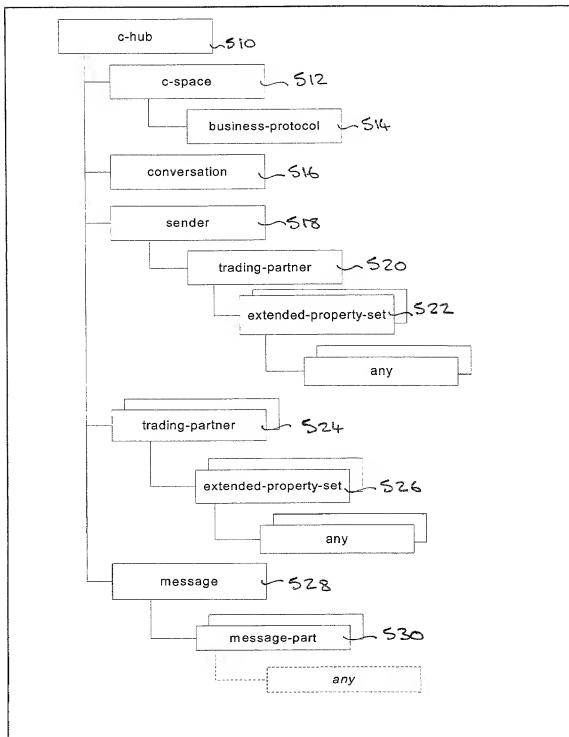 c-hub 510
c-space 512
business-protocol 514
conversation 516
sender 518
trading-partner 520
extended-property-set 522
any
trading-partner 524
extended-property-set 526
any
message 528
message-part 530
any